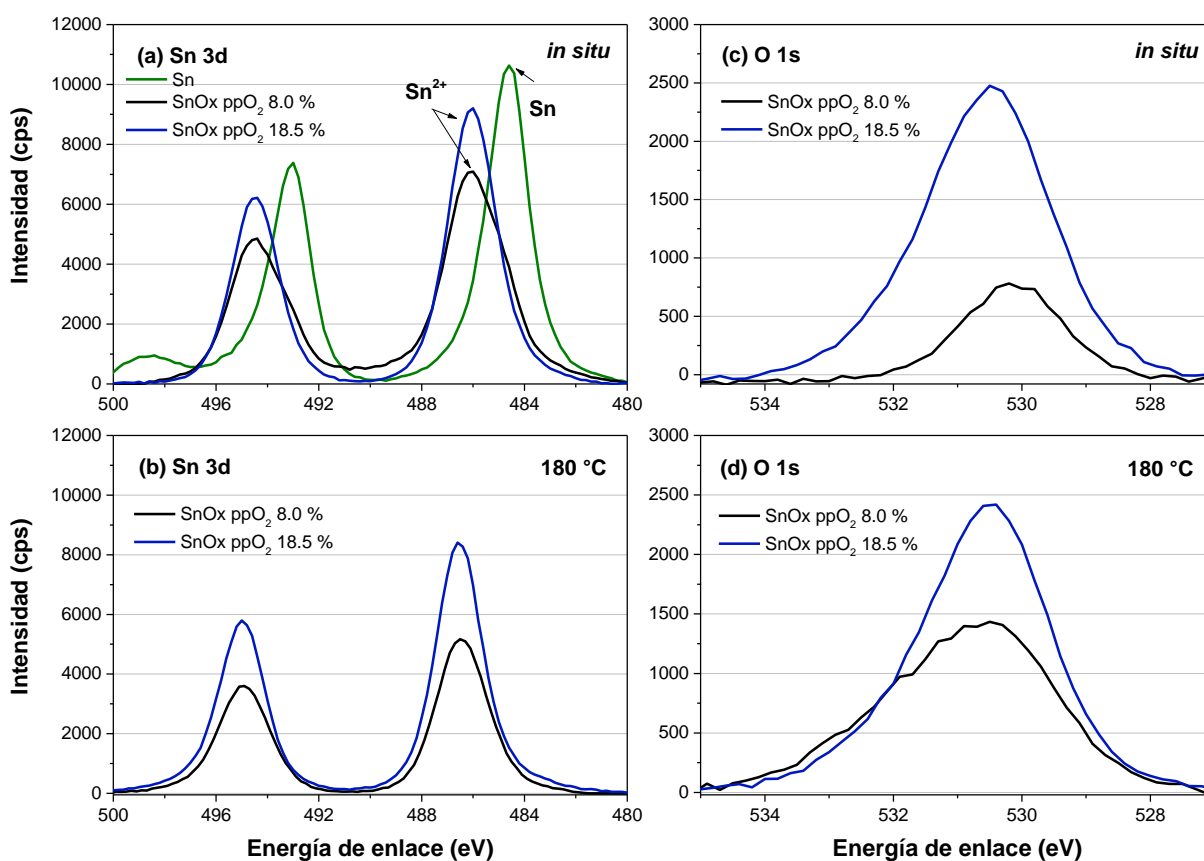 (a) Sn 3d
in situ
Sn
SnOx ppO₂ 8.0 %
SnOx ppO₂ 18.5 %
Sn²⁺
Sn
12000
10000
8000
6000
4000
2000
0
500
496
492
488
484
480
Intensidad (cps)
(c) O 1s
in situ
SnOx ppO₂ 8.0 %
SnOx ppO₂ 18.5 %
3000
2500
2000
1500
1000
500
0
534
532
530
528
(b) Sn 3d
180 °C
SnOx ppO₂ 8.0 %
SnOx ppO₂ 18.5 %
12000
10000
8000
6000
4000
2000
0
500
496
492
488
484
480
Intensidad (cps)
Energía de enlace (eV)
(d) O 1s
180 °C
SnOx ppO₂ 8.0 %
SnOx ppO₂ 18.5 %
3000
2500
2000
1500
1000
500
0
534
532
530
528
Energía de enlace (eV)